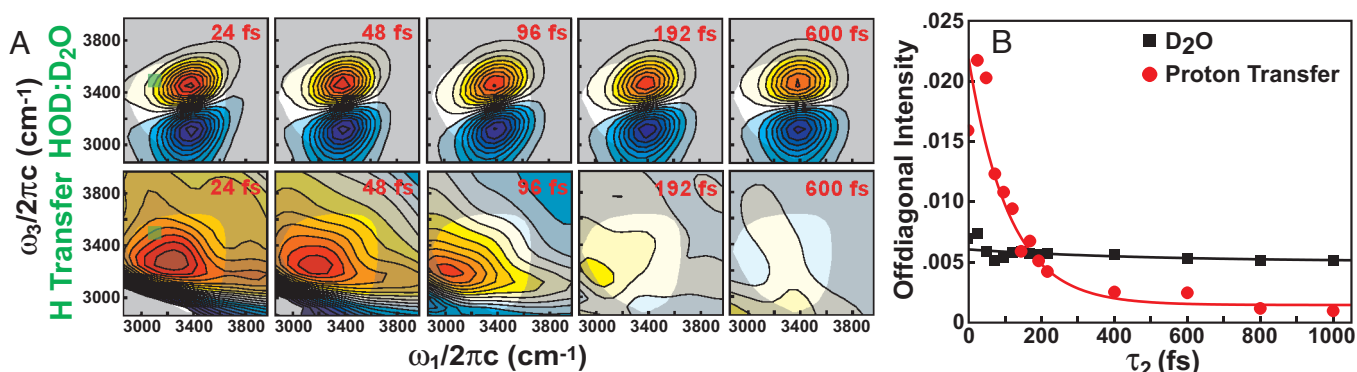 A
H Transfer HOD:D₂O
ω₃/2πc (cm⁻¹)
24 fs 48 fs 96 fs 192 fs 600 fs
3800
3400
3000
24 fs 48 fs 96 fs 192 fs 600 fs
3800
3400
3000
3000 3400 3800 3000 3400 3800 3000 3400 3800 3000 3400 3800 3000 3400 3800
ω₁/2πc (cm⁻¹)
B
Offdiagonal Intensity
.025
.020
.015
.010
.005
0
D₂O
Proton Transfer
0 200 400 600 800 1000
τ₂ (fs)